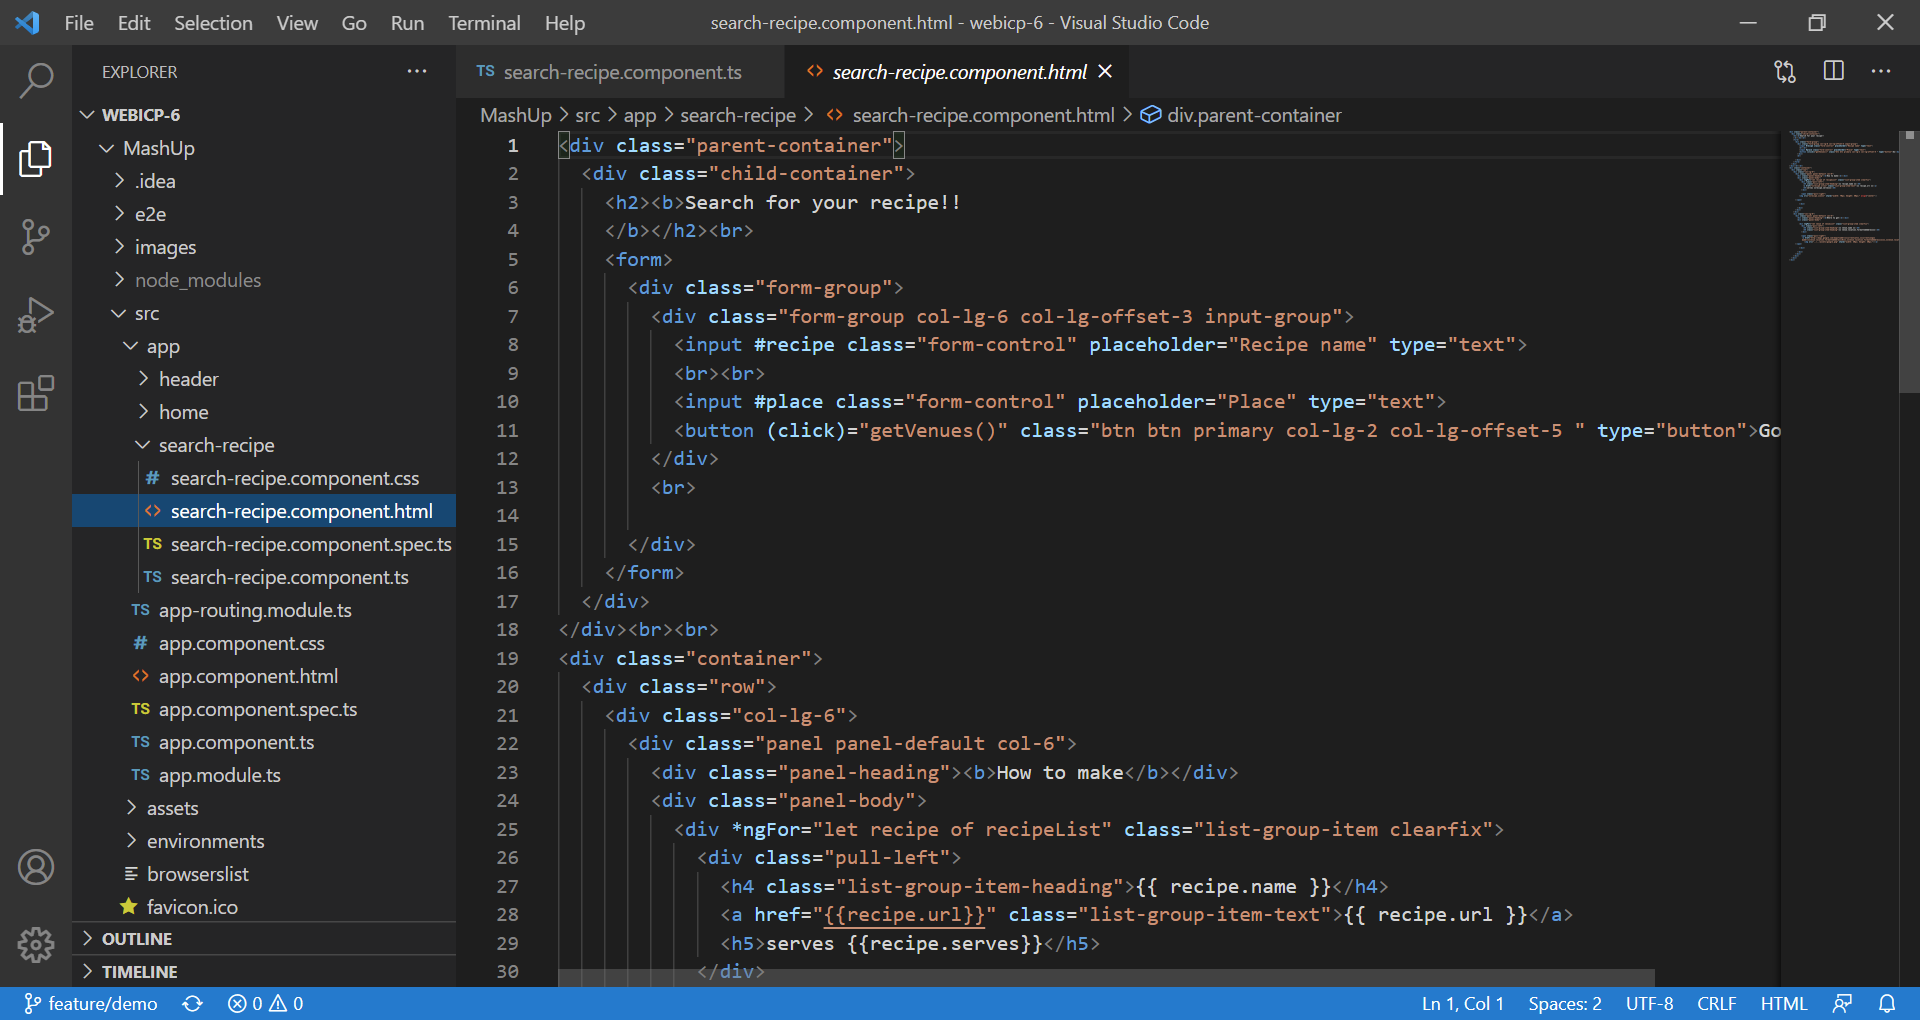 File Edit Selection View Go Run Terminal Help
search-recipe.component.html - webicp-6 - Visual Studio Code
EXPLORER
WEBICP-6
MashUp
.idea
e2e
images
node_modules
src
app
header
home
search-recipe
# search-recipe.component.css
<> search-recipe.component.html
TS search-recipe.component.spec.ts
TS search-recipe.component.ts
TS app-routing.module.ts
# app.component.css
<> app.component.html
TS app.component.spec.ts
TS app.component.ts
TS app.module.ts
assets
environments
browserslist
favicon.ico
OUTLINE
TIMELINE
TS search-recipe.component.ts
<> search-recipe.component.html
MashUp > src > app > search-recipe > <> search-recipe.component.html > div.parent-container
1 <div class="parent-container">
2 <div class="child-container">
3 <h2><b>Search for your recipe!!
4 </b></h2><br>
5 <form>
6 <div class="form-group">
7 <div class="form-group col-lg-6 col-lg-offset-3 input-group">
8 <input #recipe class="form-control" placeholder="Recipe name" type="text">
9 <br><br>
10 <input #place class="form-control" placeholder="Place" type="text">
11 <button (click)="getVenues()" class="btn btn primary col-lg-2 col-lg-offset-5 " type="button">Go
12 </div>
13 <br>
14
15 </div>
16 </form>
17 </div>
18 </div><br><br>
19 <div class="container">
20 <div class="row">
21 <div class="col-lg-6">
22 <div class="panel panel-default col-6">
23 <div class="panel-heading"><b>How to make</b></div>
24 <div class="panel-body">
25 <div *ngFor="let recipe of recipeList" class="list-group-item clearfix">
26 <div class="pull-left">
27 <h4 class="list-group-item-heading">{{ recipe.name }}</h4>
28 <a href="{{recipe.url}}" class="list-group-item-text">{{ recipe.url }}</a>
29 <h5>serves {{recipe.serves}}</h5>
30 </div>
feature/demo 0 0
Ln 1, Col 1 Spaces: 2 UTF-8 CRLF HTML